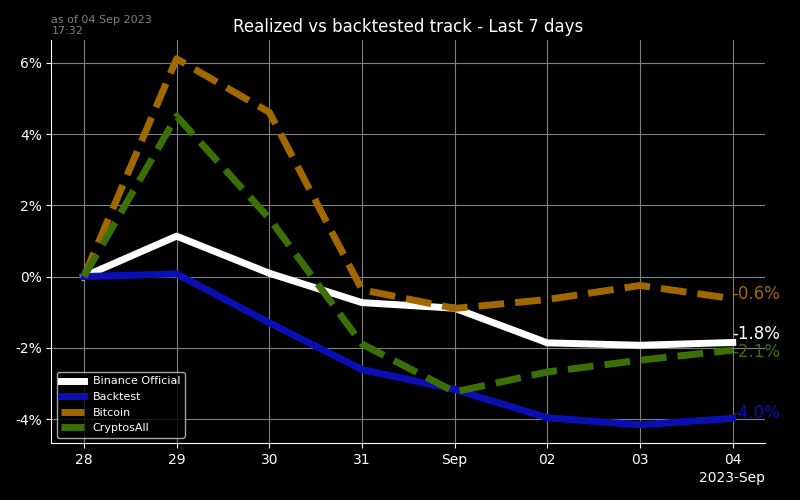 as of 04 Sep 2023
17:32
Realized vs backtested track - Last 7 days
6%
4%
2%
0%
-2%
-4%
-0.6%
-1.8%
-2.1%
-4.0%
Binance Official
Backtest
Bitcoin
CryptosAll
28 29 30 31 Sep 02 03 04
2023-Sep